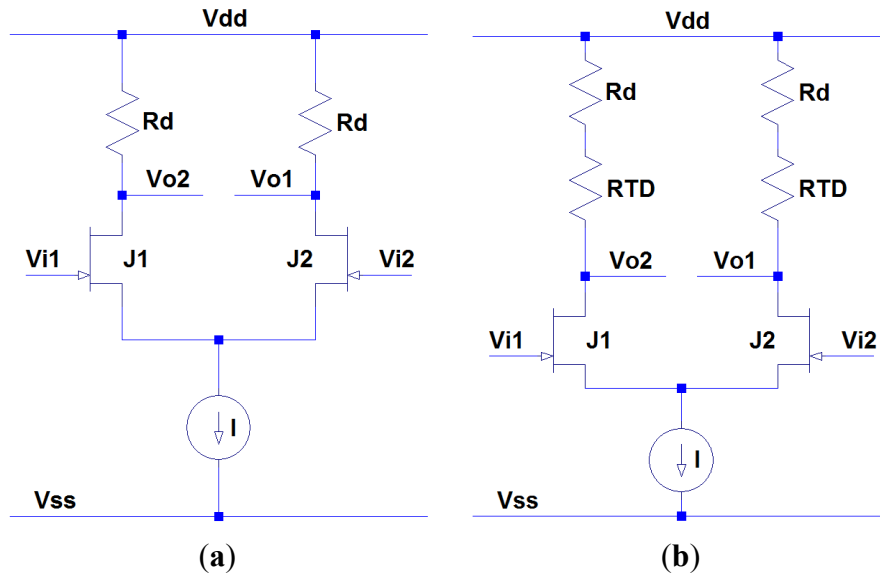 Vdd
Rd
Rd
Vo2
Vo1
Vi1
J1
J2
Vi2
I
Vss
(a)
Vdd
Rd
Rd
RTD
RTD
Vo2
Vo1
Vi1
J1
J2
Vi2
I
Vss
(b)